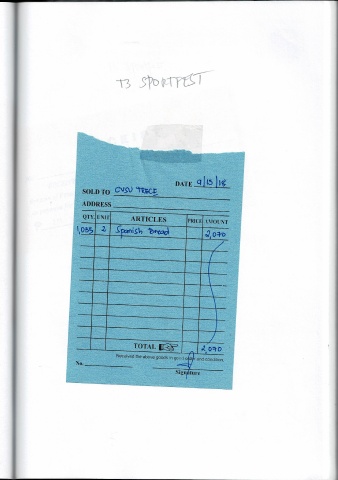 T3 SPORTFEST
DATE 9/13/18
SOLD TO CVSU TRECE
ADDRESS
QTY. UNIT ARTICLES PRICE AMOUNT
1,035 2 Spanish Bread 2,070
TOTAL 2,070
Received the above goods in good order and condition.
No.
Signature